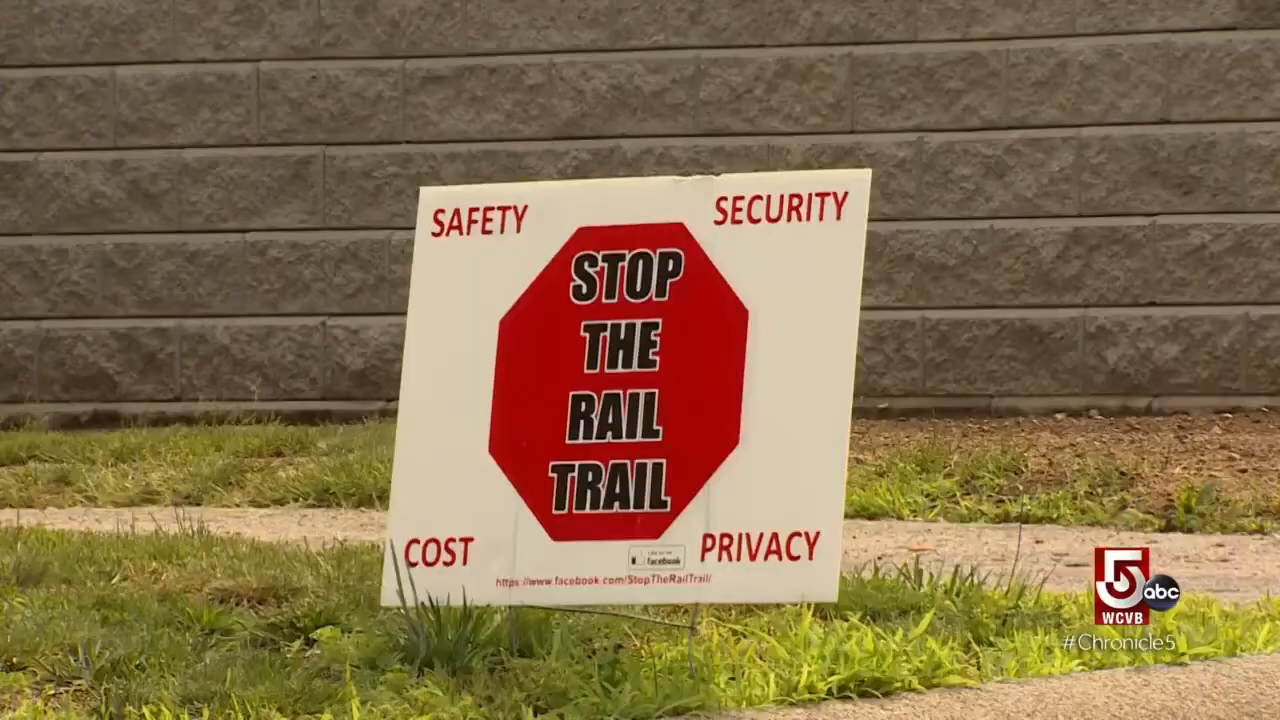 SAFETY
SECURITY
STOP
THE
RAIL
TRAIL
COST
PRIVACY
facebook
https://www.facebook.com/StopTheRailTrail/
5 abc
WCVB
#Chronicle5